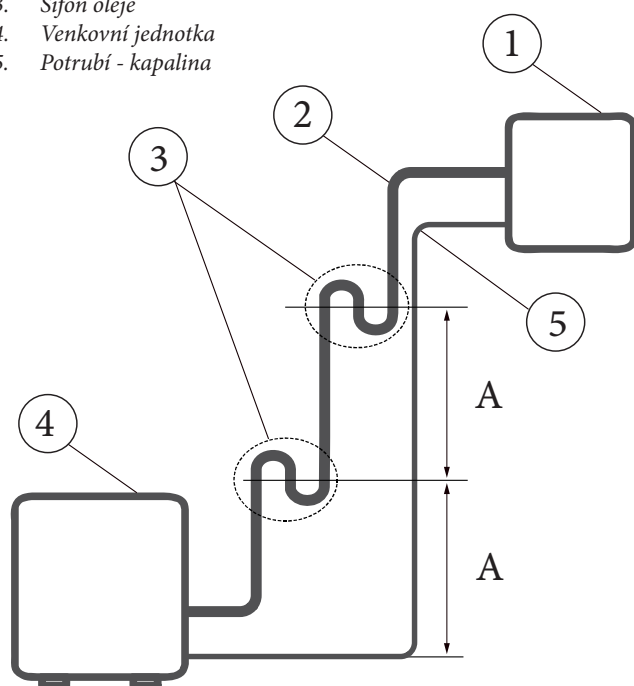 3. Sifon oleje
4. Venkovní jednotka
5. Potrubí - kapalina
1
2
3
5
A
4
A